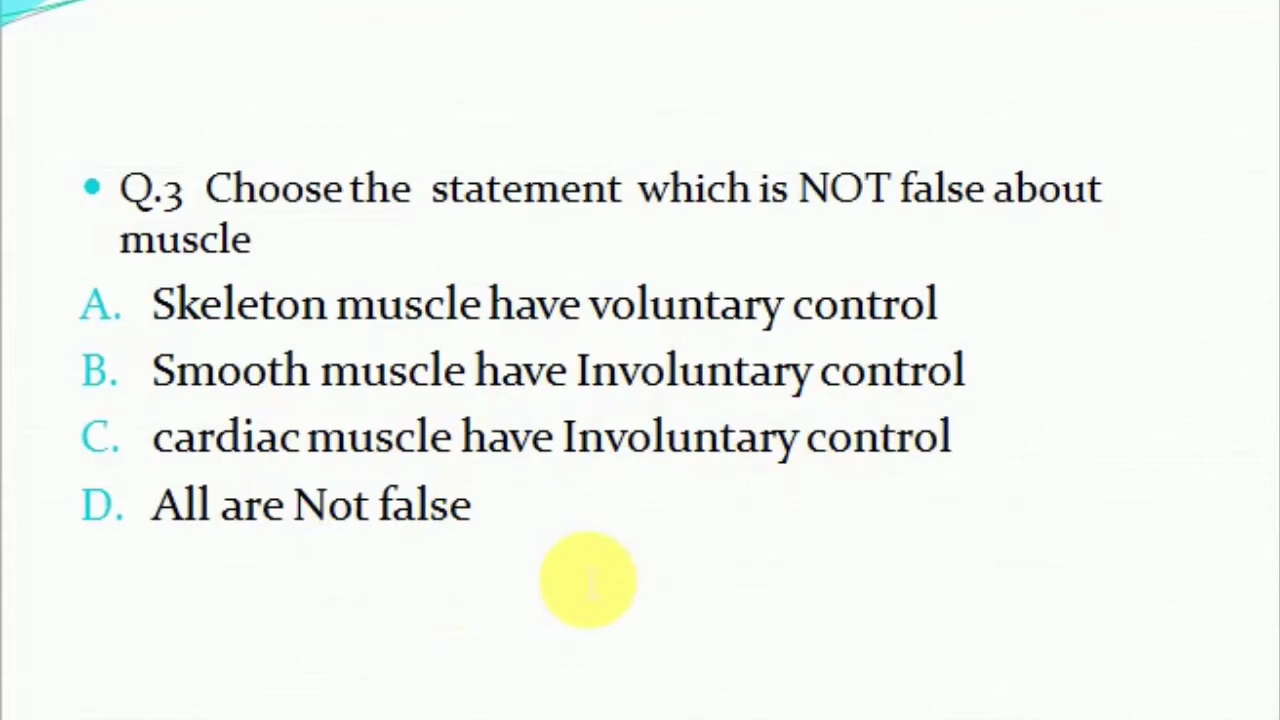 • Q.3 Choose the statement which is NOT false about
muscle
A. Skeleton muscle have voluntary control
B. Smooth muscle have Involuntary control
C. cardiac muscle have Involuntary control
D. All are Not false